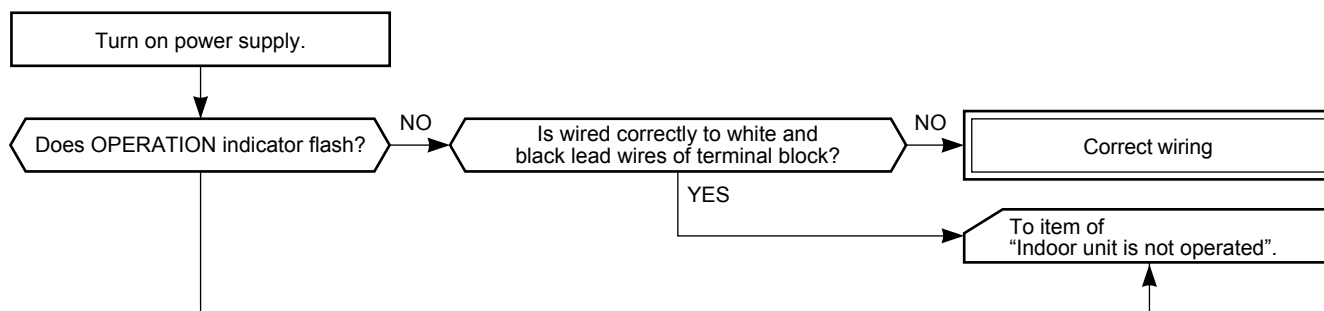 Turn on power supply.
Does OPERATION indicator flash?
NO
Is wired correctly to white and
black lead wires of terminal block?
NO
Correct wiring
YES
To item of
“Indoor unit is not operated”.